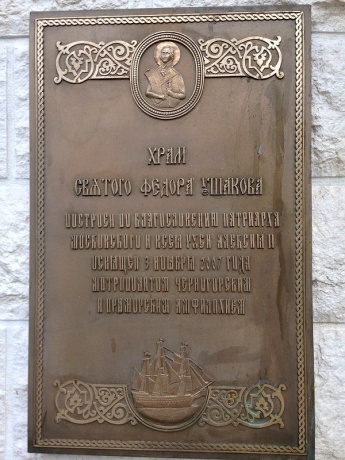 ХРАМ
СВЯТОГО ФЕДОРА УШАКОВА
ПОСТРОЕН ПО БЛАГОСЛОВЕНИЮ ПАТРИАРХА
МОСКОВСКОГО И ВСЕЯ РУСИ АЛЕКСИЯ II
ОСВЯЩЕН 3 НОЯБРЯ 2007 ГОДА
МИТРОПОЛИТОМ ЧЕРНОГОРСКИМ
И ПРИМОРСКИМ АМФИЛОХИЕМ